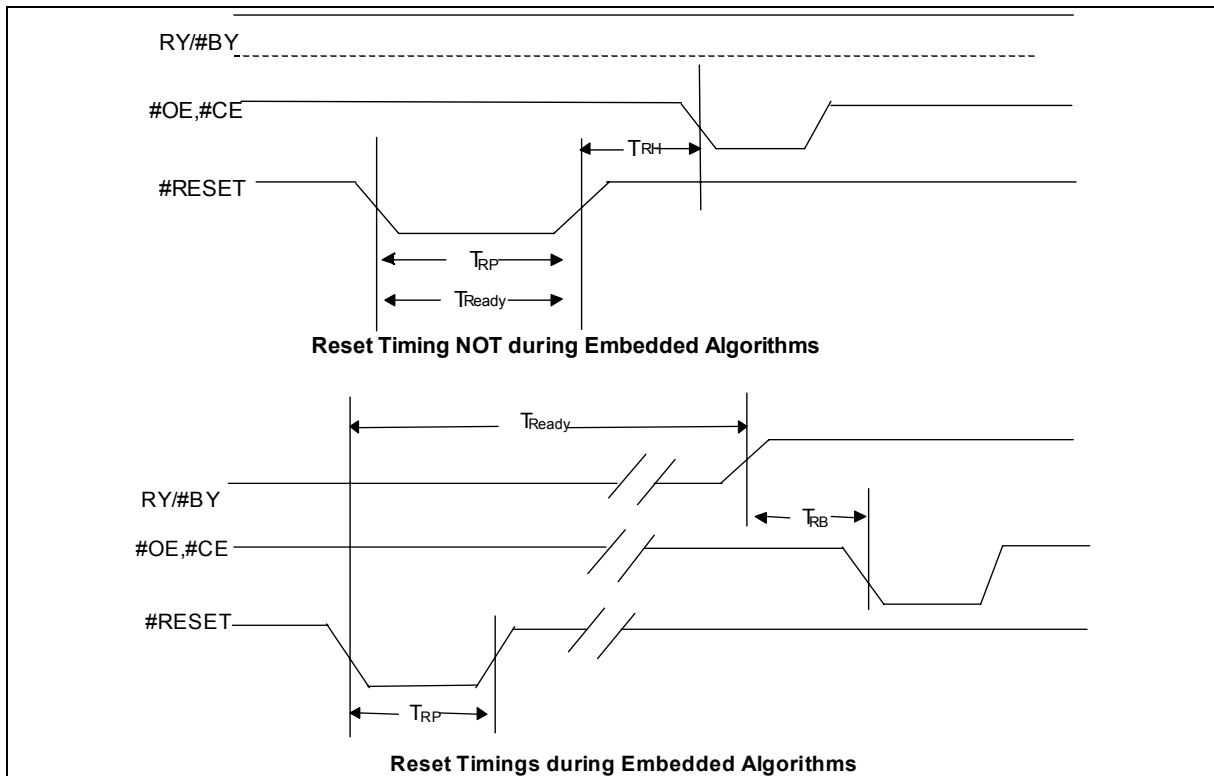 RY/#BY
#OE,#CE
TRH
#RESET
TRP
TReady
Reset Timing NOT during Embedded Algorithms
TReady
RY/#BY
TRB
#OE,#CE
#RESET
TRP
Reset Timings during Embedded Algorithms